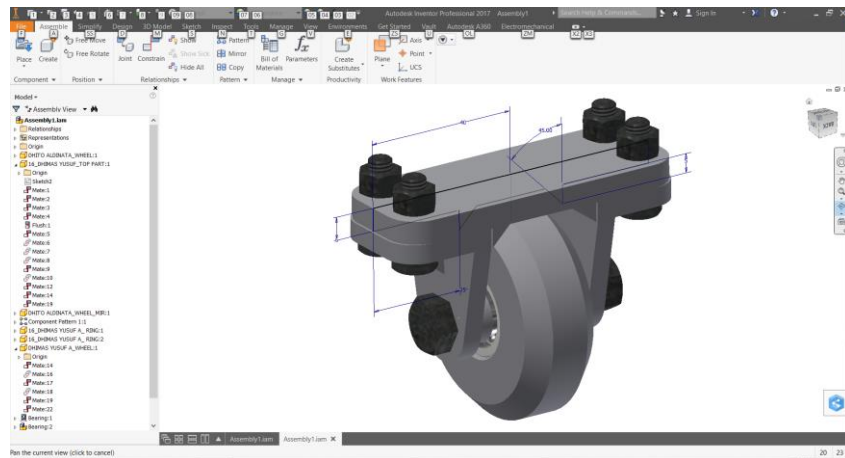 Autodesk Inventor Professional 2017 Assembly1
Search Help & Commands...
Sign In
File Assemble Simplify Design 3D Model Sketch Inspect Tools Manage View Environments Get Started Vault Autodesk A360 Electromechanical
Place Create
Free Move
Free Rotate
Joint Constrain
Show
Show Sick
Hide All
Pattern
Mirror
Copy
Bill of Materials
Parameters
Create Substitutes
Plane
Axis
Point
UCS
Component Position Relationships Pattern Manage Productivity Work Features
Model
Assembly View
Assembly1.iam
Relationships
Representations
Origin
DHITO ALDINATA_WHEEL:1
16_DHIMAS YUSUF_TOP PART:1
Origin
Sketch2
Mate:1
Mate:2
Mate:3
Mate:4
Flush:1
Mate:5
Mate:6
Mate:7
Mate:8
Mate:9
Mate:10
Mate:12
Mate:14
Mate:19
DHITO ALDINATA_WHEEL_MIR:1
Component Pattern 1:1
16_DHIMAS YUSUF A_ RING:1
16_DHIMAS YUSUF A_ RING:2
DHIMAS YUSUF A_WHEEL:1
Origin
Mate:14
Mate:16
Mate:17
Mate:18
Mate:19
Mate:22
Bearing:1
Bearing:2
Assembly1.iam Assembly1.iam
Pan the current view (click to cancel)
20 23